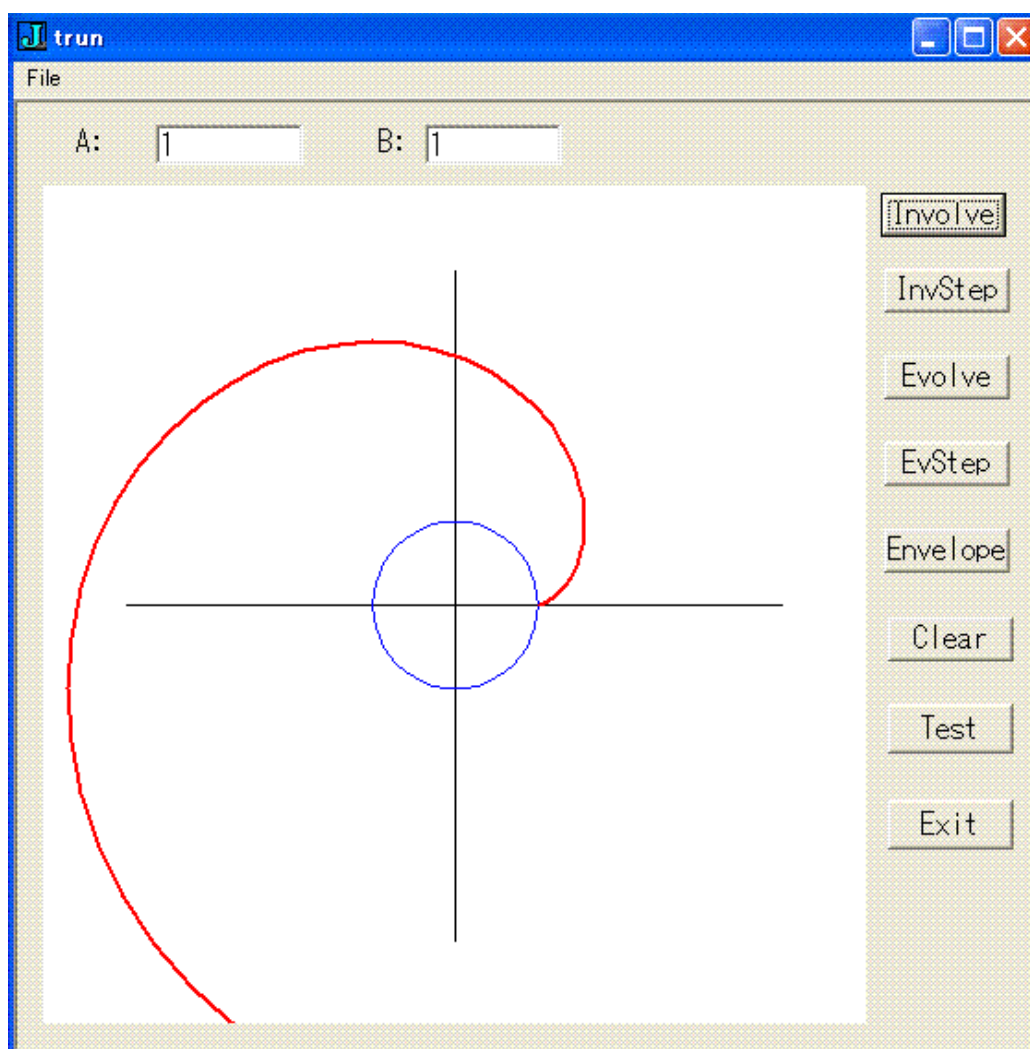 trun
File
A: 1 B: 1
Involve
InvStep
Evolve
EvStep
Envelope
Clear
Test
Exit